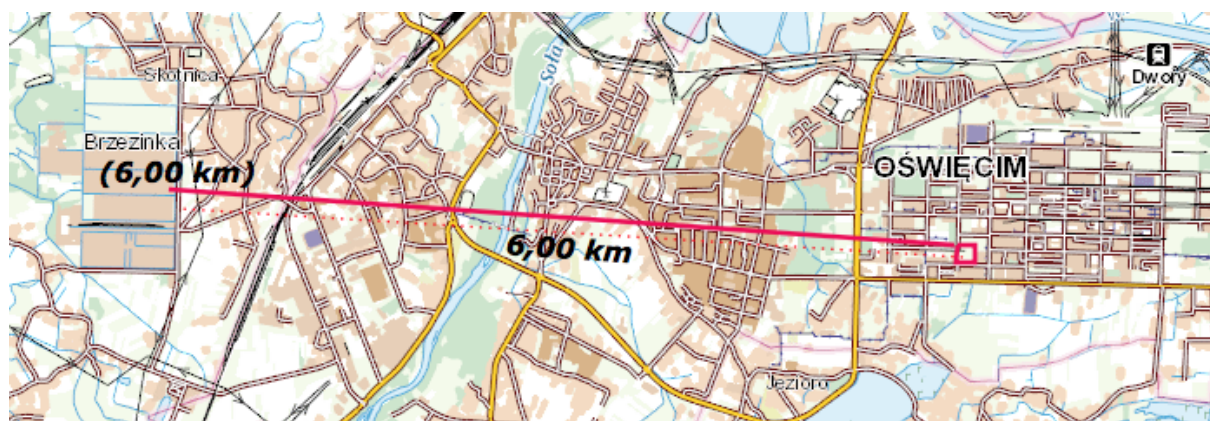 Skotnica
Soła
Dwory
Brzezinka
(6,00 km)
OŚWIĘCIM
6,00 km
Jezioro